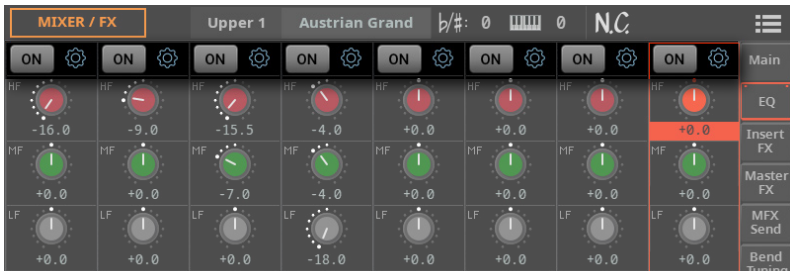 MIXER / FX Upper 1 Austrian Grand b/#: 0 0 N.C.
ON ON ON ON ON ON ON ON Main
HF HF HF HF HF HF HF HF EQ
-16.0 -9.0 -15.5 -4.0 +0.0 +0.0 +0.0 +0.0
Insert
FX
MF MF MF MF MF MF MF MF
+0.0 +0.0 -7.0 -4.0 +0.0 +0.0 +0.0 +0.0
Master
FX
LF LF LF LF LF LF LF LF
MFX
Send
+0.0 +0.0 +0.0 -18.0 +0.0 +0.0 +0.0 +0.0
Bend
Tuning